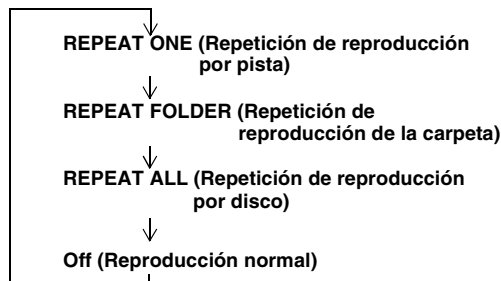 REPEAT ONE (Repetición de reproducción
por pista)
REPEAT FOLDER (Repetición de
reproducción de la carpeta)
REPEAT ALL (Repetición de reproducción
por disco)
Off (Reproducción normal)